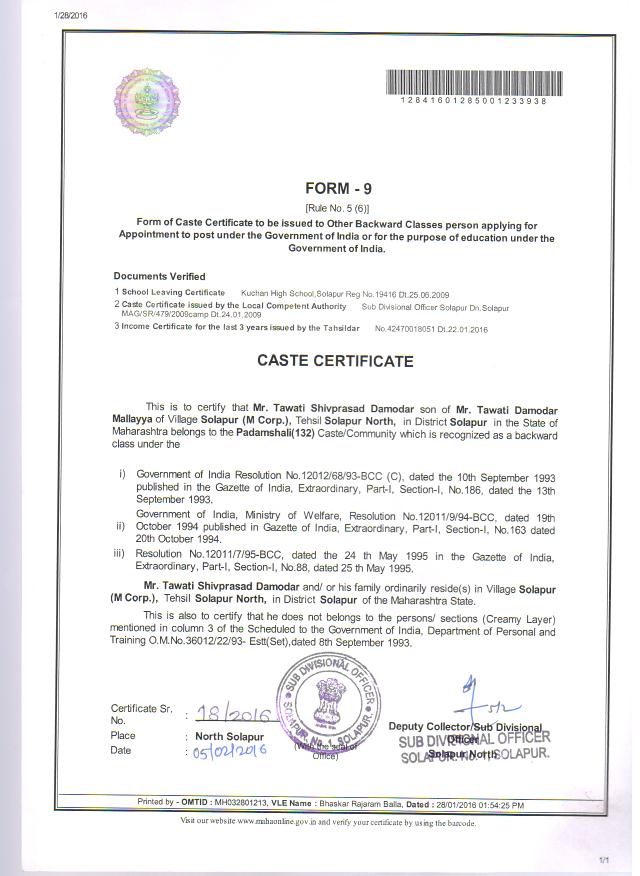 1/28/2016
12841601285001233938
FORM - 9
[Rule No. 5 (6)]
Form of Caste Certificate to be issued to Other Backward Classes person applying for
Appointment to post under the Government of India or for the purpose of education under the
Government of India.
Documents Verified
1 School Leaving Certificate Kuchan High School,Solapur Reg No.19416 Dt.25.06.2009
2 Caste Certificate issued by the Local Competent Authority Sub Divisional Officer Solapur Dn.Solapur
MAG/SR/479/2009camp Dt.24.01.2009
3 Income Certificate for the last 3 years issued by the Tahsildar No.42470018051 Dt.22.01.2016
CASTE CERTIFICATE
This is to certify that Mr. Tawati Shivprasad Damodar son of Mr. Tawati Damodar
Mallayya of Village Solapur (M Corp.), Tehsil Solapur North, in District Solapur in the State of
Maharashtra belongs to the Padamshali(132) Caste/Community which is recognized as a backward
class under the
i) Government of India Resolution No.12012/68/93-BCC (C), dated the 10th September 1993
published in the Gazette of India, Extraordinary, Part-I, Section-I, No.186, dated the 13th
September 1993.
Government of India, Ministry of Welfare, Resolution No.12011/9/94-BCC, dated 19th
ii) October 1994 published in Gazette of India, Extraordinary, Part-I, Section-I, No.163 dated
20th October 1994.
iii) Resolution No.12011/7/95-BCC, dated the 24 th May 1995 in the Gazette of India,
Extraordinary, Part-I, Section-I, No.88, dated 25 th May 1995.
Mr. Tawati Shivprasad Damodar and/ or his family ordinarily reside(s) in Village Solapur
(M Corp.), Tehsil Solapur North, in District Solapur of the Maharashtra State.
This is also to certify that he does not belongs to the persons/ sections (Creamy Layer)
mentioned in column 3 of the Scheduled to the Government of India, Department of Personal and
Training O.M.No.36012/22/93- Estt(Set),dated 8th September 1993.
SUB DIVISIONAL OFFICER
SOLAPUR. No. 1, SOLAPUR.
Certificate Sr. No. : 18/2016
Place : North Solapur
Date : 05/02/2016
(With the seal of
Office)
Deputy Collector/Sub Divisional
Officer
Solapur North
SUB DIVISIONAL OFFICER
SOLAPUR. No. 1, SOLAPUR.
Printed by - OMTID : MH032801213, VLE Name : Bhaskar Rajaram Balla, Dated : 28/01/2016 01:54:25 PM
Visit our website www.mahaonline.gov.in and verify your certificate by using the barcode.
1/1